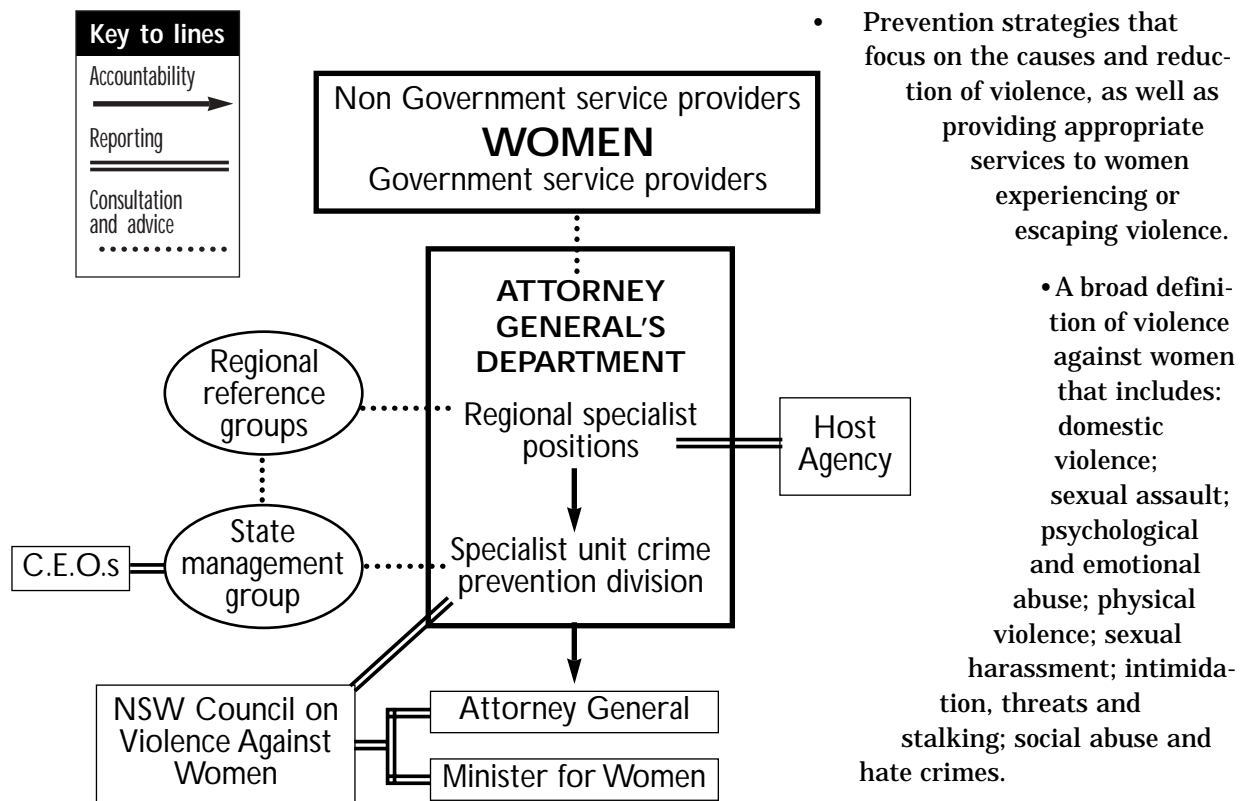 Key to lines
Accountability
Reporting
Consultation
and advice
Non Government service providers
WOMEN
Government service providers
ATTORNEY
GENERAL'S
DEPARTMENT
Regional specialist
positions
Specialist unit crime
prevention division
Regional
reference
groups
State
management
group
C.E.O.s
Host
Agency
NSW Council on
Violence Against
Women
Attorney General
Minister for Women
• Prevention strategies that
focus on the causes and reduc-
tion of violence, as well as
providing appropriate
services to women
experiencing or
escaping violence.
• A broad defini-
tion of violence
against women
that includes:
domestic
violence;
sexual assault;
psychological
and emotional
abuse; physical
violence; sexual
harassment; intimida-
tion, threats and
stalking; social abuse and
hate crimes.